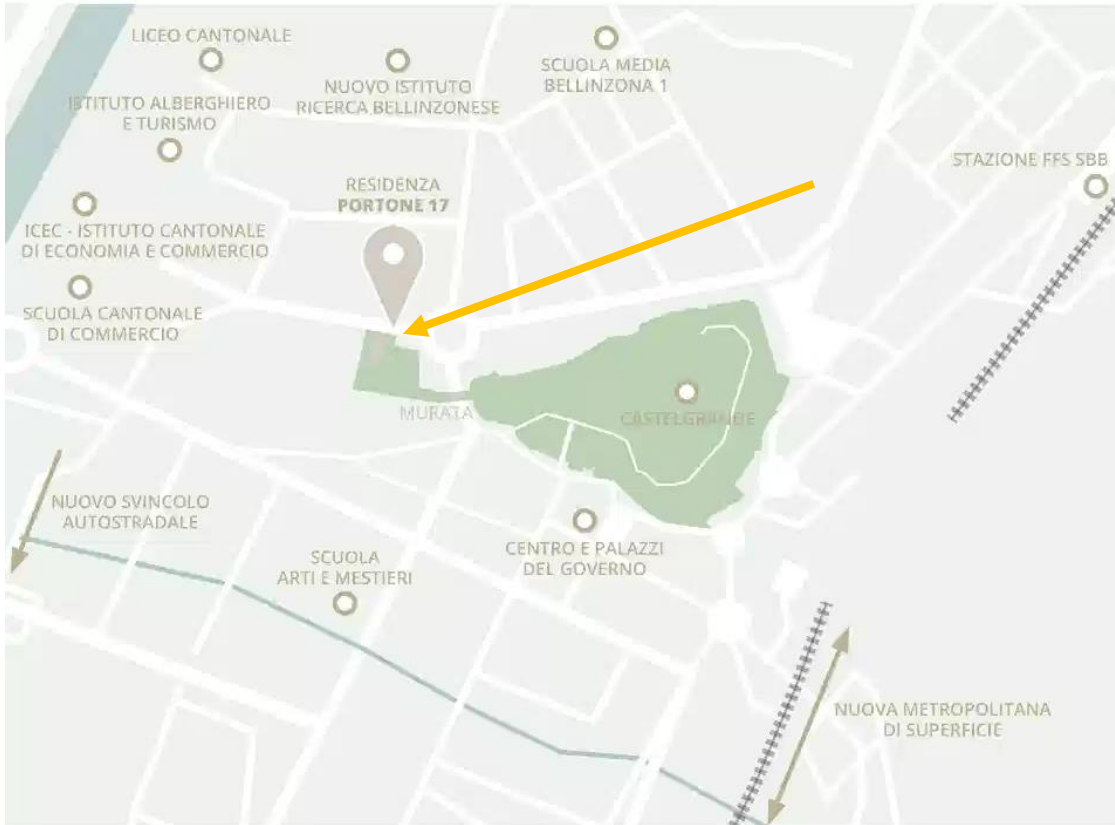 LICEO CANTONALE
NUOVO ISTITUTO
RICERCA BELLINZONESE
SCUOLA MEDIA
BELLINZONA 1
ISTITUTO ALBERGHIERO
E TURISMO
STAZIONE FFS SBB
RESIDENZA
PORTONE 17
ICEC - ISTITUTO CANTONALE
DI ECONOMIA E COMMERCIO
SCUOLA CANTONALE
DI COMMERCIO
MURATA
CASTELGRANDE
NUOVO SVINCOLO
AUTOSTRADALE
CENTRO E PALAZZI
DEL GOVERNO
SCUOLA
ARTI E MESTIERI
NUOVA METROPOLITANA
DI SUPERFICIE